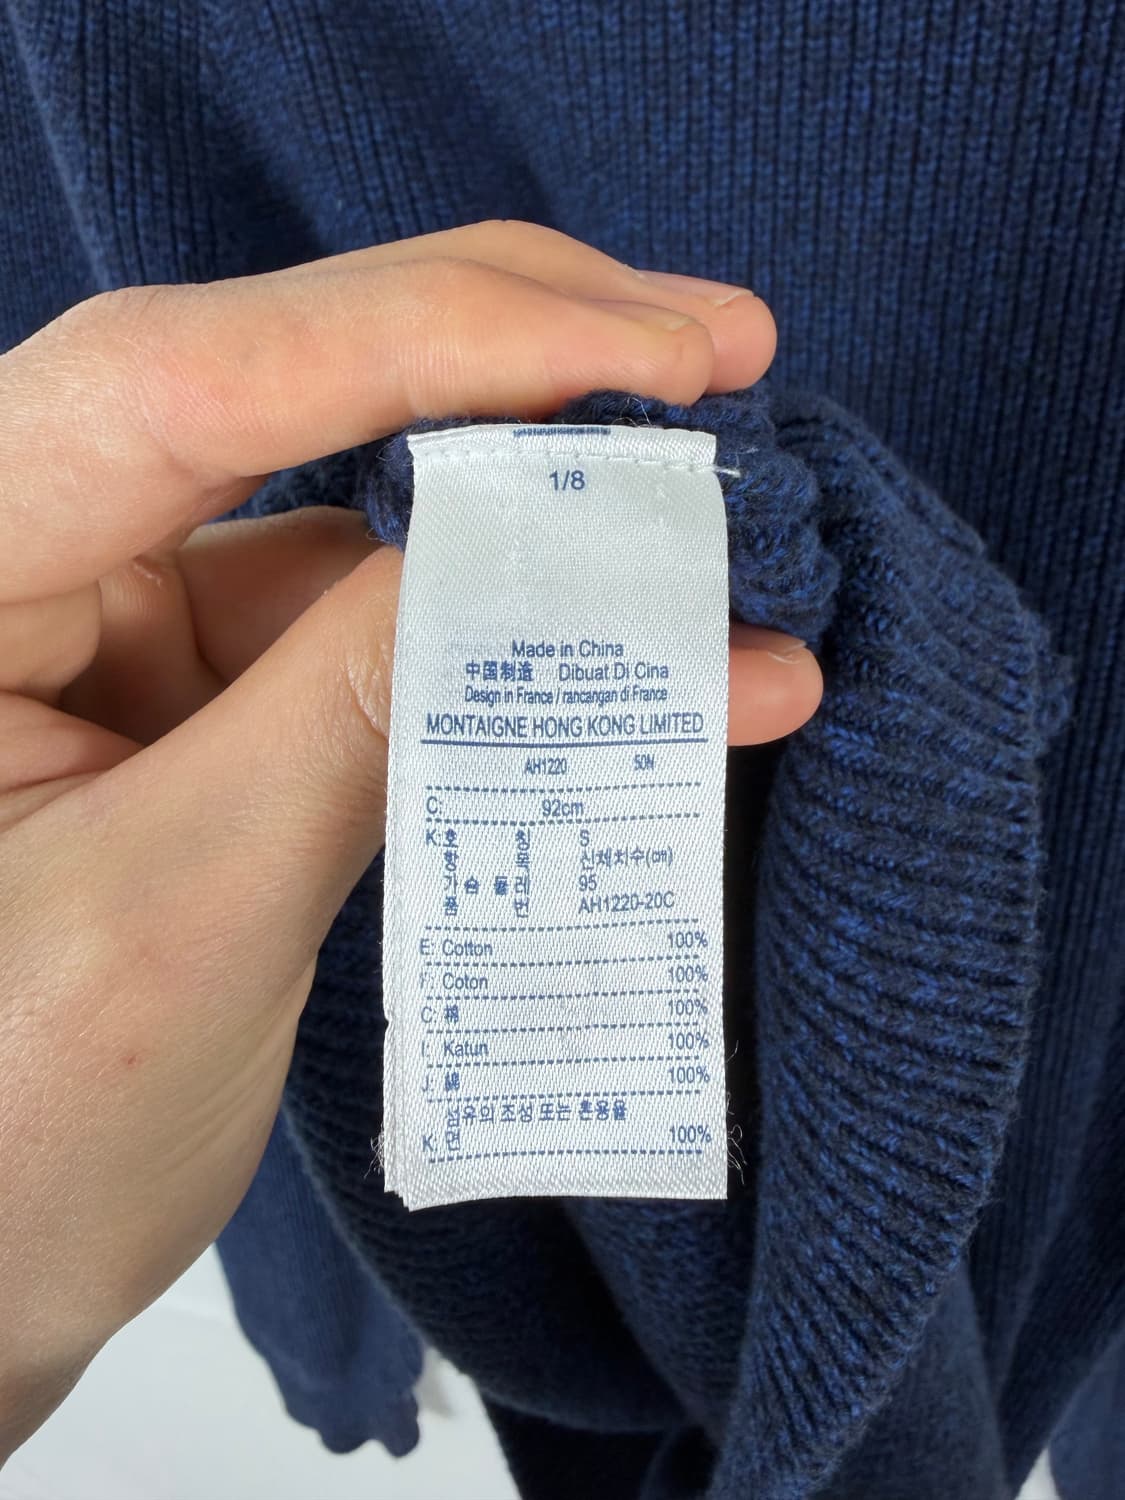 1/8
Made in China
中国制造 Dibuat Di Cina
Design in France / rancangan di France
MONTAIGNE HONG KONG LIMITED
AH1220 50N
C: 92cm
K: 호 칭 S
항 목 신체치수(cm)
가 슴 둘 레 95
품 번 AH1220-20C
E: Cotton 100%
F: Coton 100%
C: 棉 100%
I: Katun 100%
J: 綿 100%
섬유의 조성 또는 혼용율
K: 면 100%